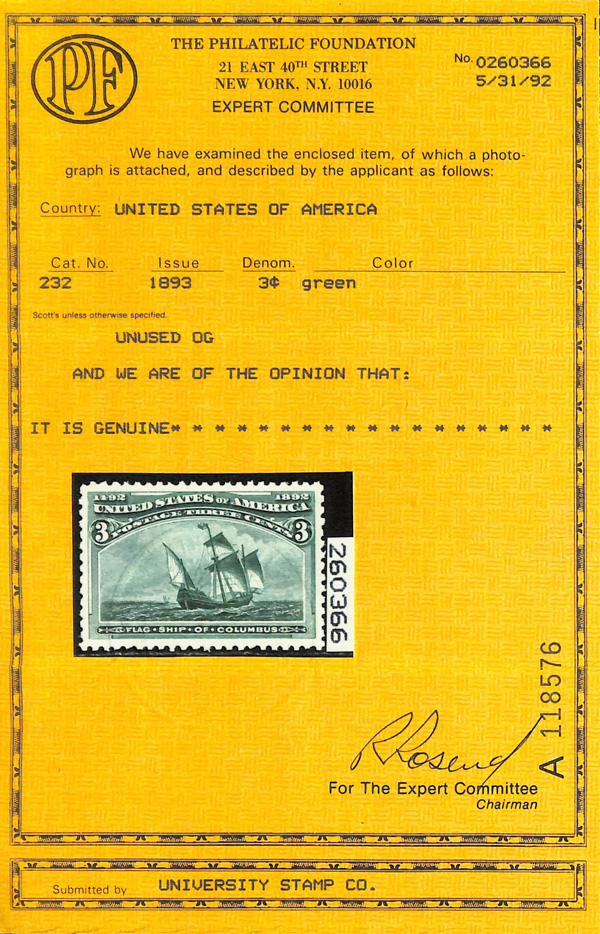 PF
THE PHILATELIC FOUNDATION
21 EAST 40TH STREET
NEW YORK, N.Y. 10016
EXPERT COMMITTEE
No. 0260366
5/31/92
We have examined the enclosed item, of which a photo-
graph is attached, and described by the applicant as follows:
Country: UNITED STATES OF AMERICA
Cat. No. Issue Denom. Color
232 1893 3¢ green
Scott's unless otherwise specified.
UNUSED OG
AND WE ARE OF THE OPINION THAT:
IT IS GENUINE* * * * * * * * * * * * * * * * * *
1492 1892
UNITED STATES OF AMERICA
POSTAGE THREE CENTS
3 3
FLAG·SHIP·OF·COLUMBUS
260366
A 118576
For The Expert Committee
Chairman
Submitted by UNIVERSITY STAMP CO.